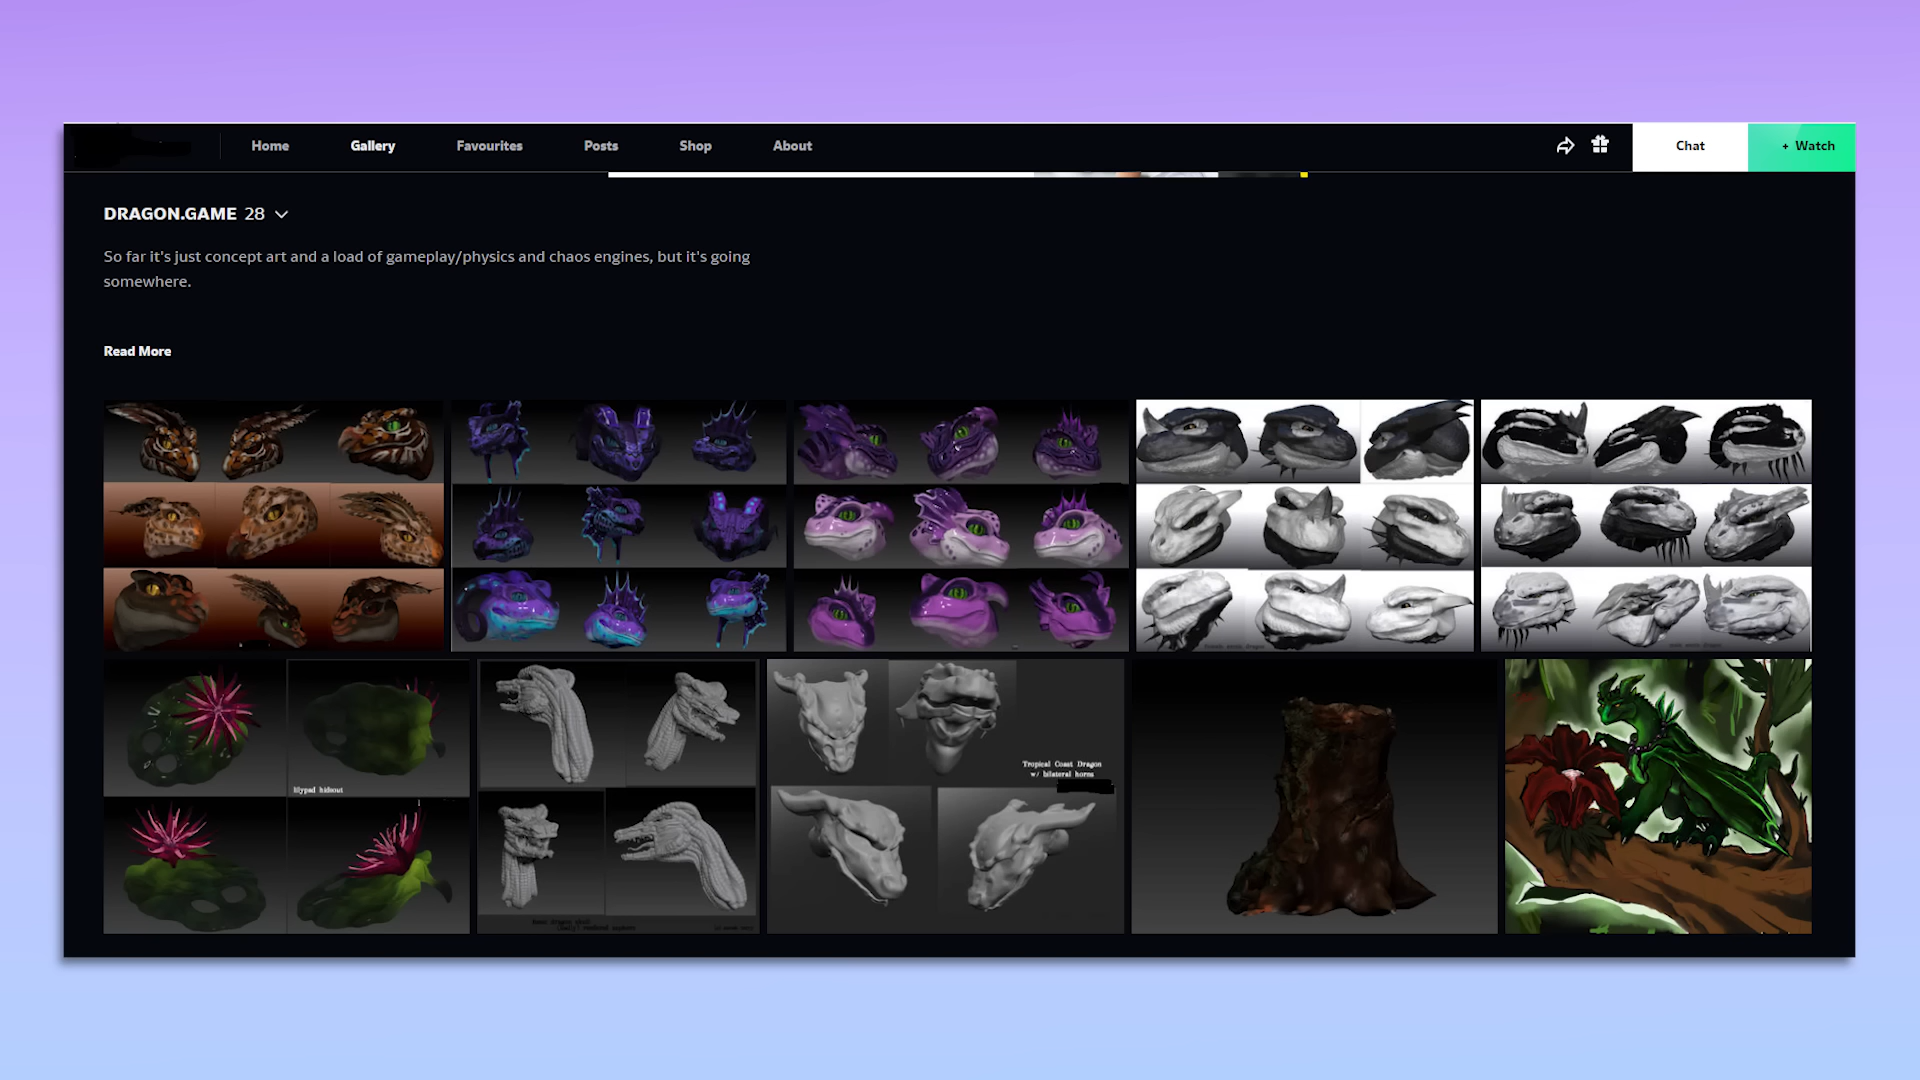 Home Gallery Favourites Posts Shop About Chat + Watch
DRAGON.GAME 28
So far it's just concept art and a load of gameplay/physics and chaos engines, but it's going
somewhere.
Read More
lilypad hideout
Tropical Coast Dragon
w/ bilateral horns